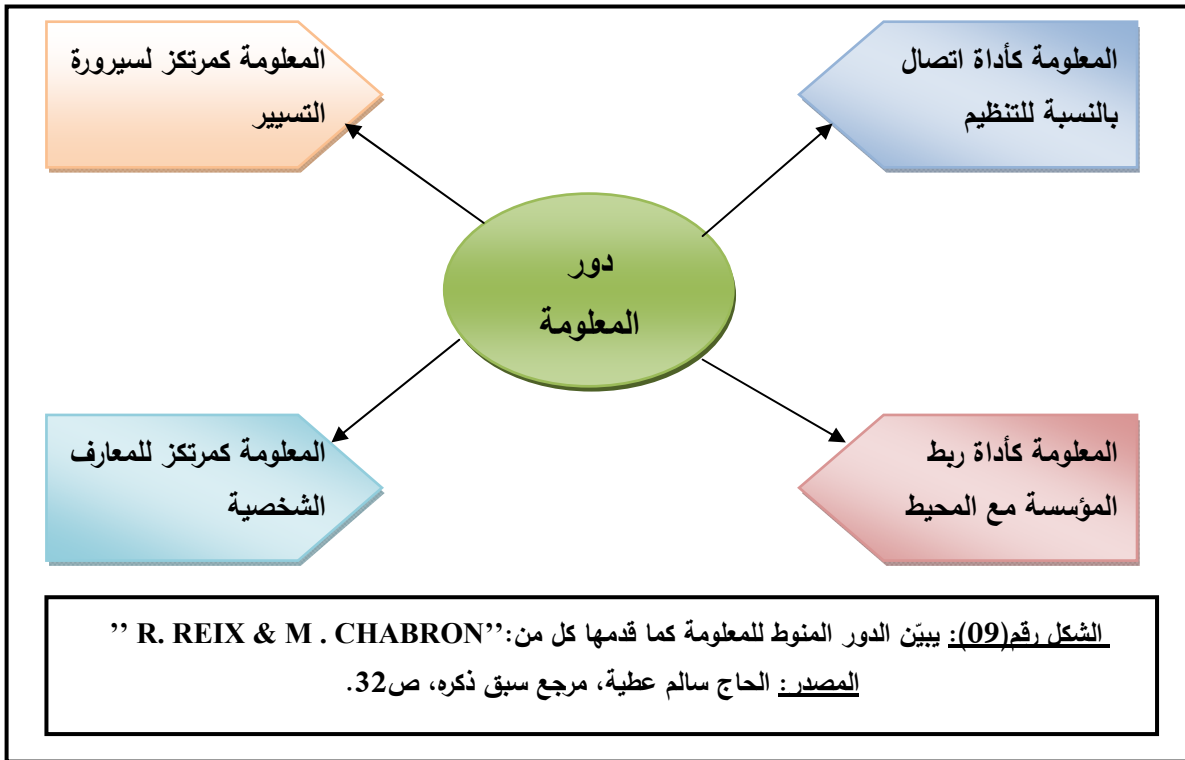 المعلومة كأداة اتصال
بالنسبة للتنظيم
المعلومة كمرتكز لسيرورة
التسيير
دور
المعلومة
المعلومة كأداة ربط
المؤسسة مع المحيط
المعلومة كمرتكز للمعارف
الشخصية
الشكل رقم(09): يبيّن الدور المنوط للمعلومة كما قدمها كل من:’’R. REIX & M . CHABRON ’’
المصدر: الحاج سالم عطية، مرجع سبق ذكره، ص32.